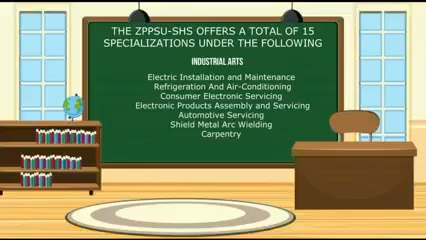 THE ZPPSU-SHS OFFERS A TOTAL OF 15
SPECIALIZATIONS UNDER THE FOLLOWING
INDUSTRIAL ARTS
Electric Installation and Maintenance
Refrigeration And Air-Conditioning
Consumer Electronic Servicing
Electronic Products Assembly and Servicing
Automotive Servicing
Shield Metal Arc Wielding
Carpentry